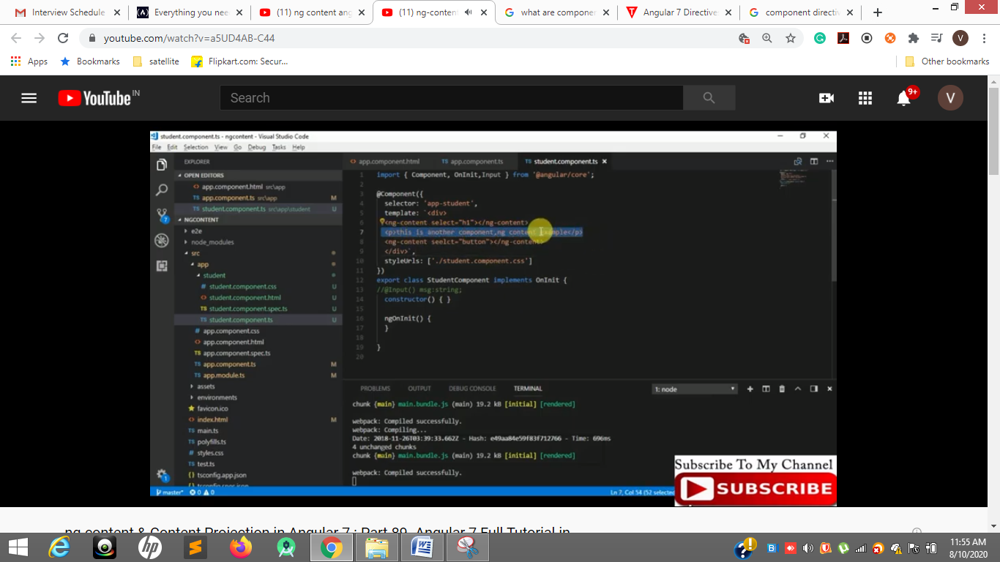 Interview Schedule
Everything you nee
(11) ng content ang
(11) ng-content
what are componen
Angular 7 Directives
component directiv
youtube.com/watch?v=a5UD4AB-C44
V
Apps
Bookmarks
satellite
Flipkart.com: Secur...
Other bookmarks
YouTube IN
Search
9+
V
student.component.ts - ngcontent - Visual Studio Code
File Edit Selection View Go Debug Tasks Help
EXPLORER
OPEN EDITORS
app.component.html src\app
app.component.ts src\app M
student.component.ts src\app\student U
NGCONTENT
e2e
node_modules
src
app
student
student.component.css U
student.component.html U
student.component.spec.ts U
student.component.ts U
app.component.css
app.component.html
app.component.spec.ts
app.component.ts M
app.module.ts M
assets
environments
favicon.ico
index.html M
main.ts
polyfills.ts
styles.css
test.ts
tsconfig.app.json
tsconfig.spec.json
7
1
app.component.html
app.component.ts
student.component.ts
1 import { Component, OnInit,Input } from '@angular/core';
2
3 @Component({
4 selector: 'app-student',
5 template: `<div>
6 <ng-content select="h1"></ng-content>
7 <p>this is another component,ng content example</p>
8 <ng-content seelct="button"></ng-content>
9 </div>`,
10 styleUrls: ['./student.component.css']
11 })
12 export class StudentComponent implements OnInit {
13 //@Input() msg:string;
14 constructor() { }
15
16 ngOnInit() {
17 }
18
19 }
20
PROBLEMS OUTPUT DEBUG CONSOLE TERMINAL
1: node
chunk {main} main.bundle.js (main) 19.2 kB [initial] [rendered]
webpack: Compiled successfully.
webpack: Compiling...
Date: 2018-11-26T03:39:33.662Z - Hash: e49aa84e59f83f712766 - Time: 696ms
4 unchanged chunks
chunk {main} main.bundle.js (main) 19.2 kB [initial] [rendered]
webpack: Compiled successfully.
master* 0 0
Ln 7, Col 54 (52 selected)
Subscribe To My Channel
SUBSCRIBE
ng content & Content Projection in Angular 7 : Part 89, Angular 7 Full Tutorial in
11:55 AM
8/10/2020